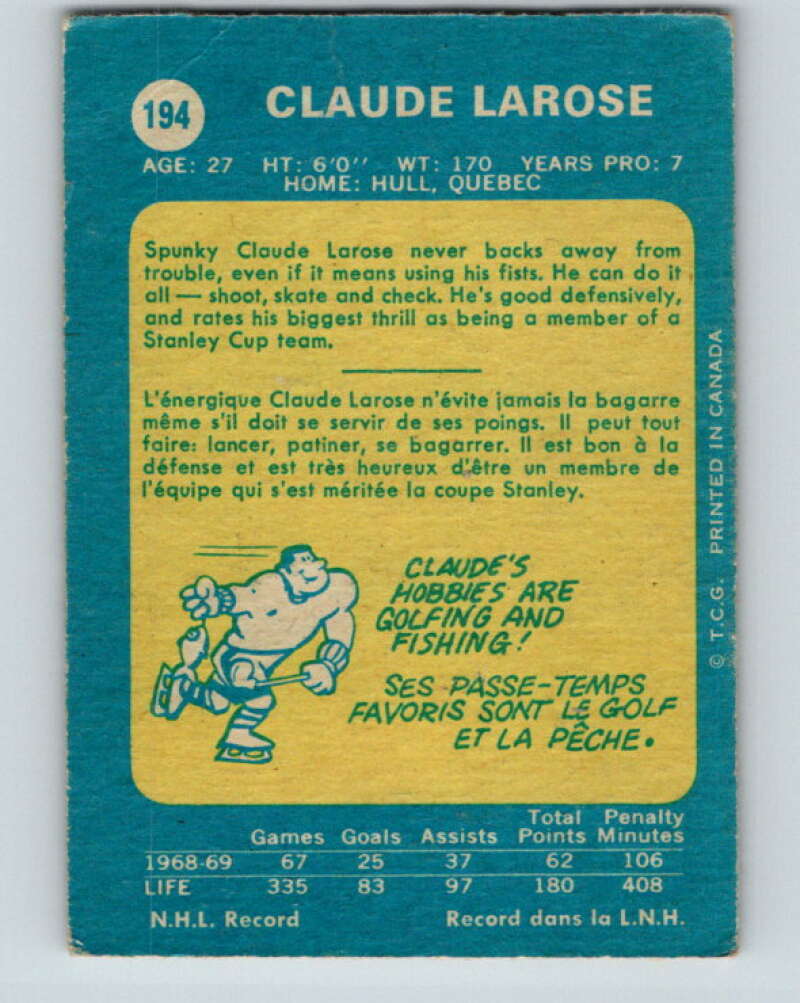 194
CLAUDE LAROSE
AGE: 27 HT: 6'0'' WT: 170 YEARS PRO: 7
HOME: HULL, QUEBEC
Spunky Claude Larose never backs away from
trouble, even if it means using his fists. He can do it
all — shoot, skate and check. He's good defensively,
and rates his biggest thrill as being a member of a
Stanley Cup team.
L'énergique Claude Larose n'évite jamais la bagarre
même s'il doit se servir de ses poings. Il peut tout
faire: lancer, patiner, se bagarrer. Il est bon à la
défense et est très heureux d'être un membre de
l'équipe qui s'est méritée la coupe Stanley.
CLAUDE'S
HOBBIES ARE
GOLFING AND
FISHING!
SES PASSE-TEMPS
FAVORIS SONT LE GOLF
ET LA PÊCHE.
© T.C.G. PRINTED IN CANADA
Total Penalty
Games Goals Assists Points Minutes
1968-69 67 25 37 62 106
LIFE 335 83 97 180 408
N.H.L. Record Record dans la L.N.H.